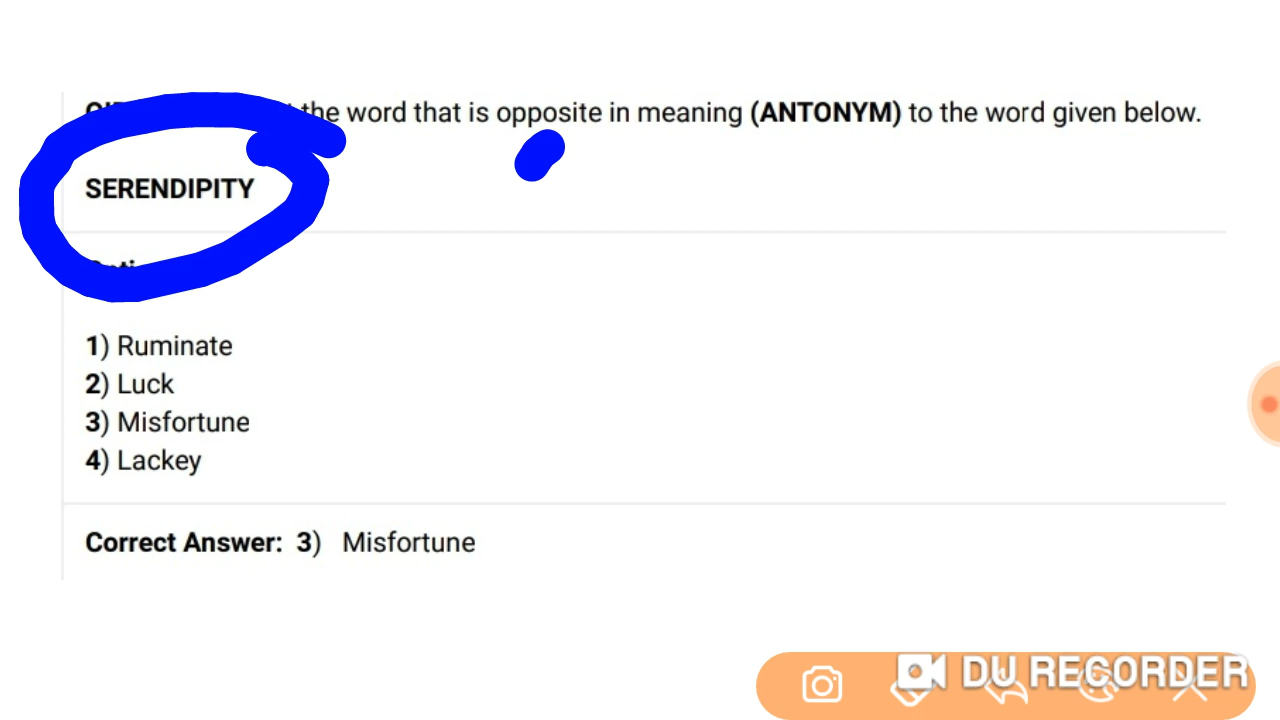 the word that is opposite in meaning (ANTONYM) to the word given below.
SERENDIPITY
1) Ruminate
2) Luck
3) Misfortune
4) Lackey
Correct Answer: 3) Misfortune
DU RECORDER